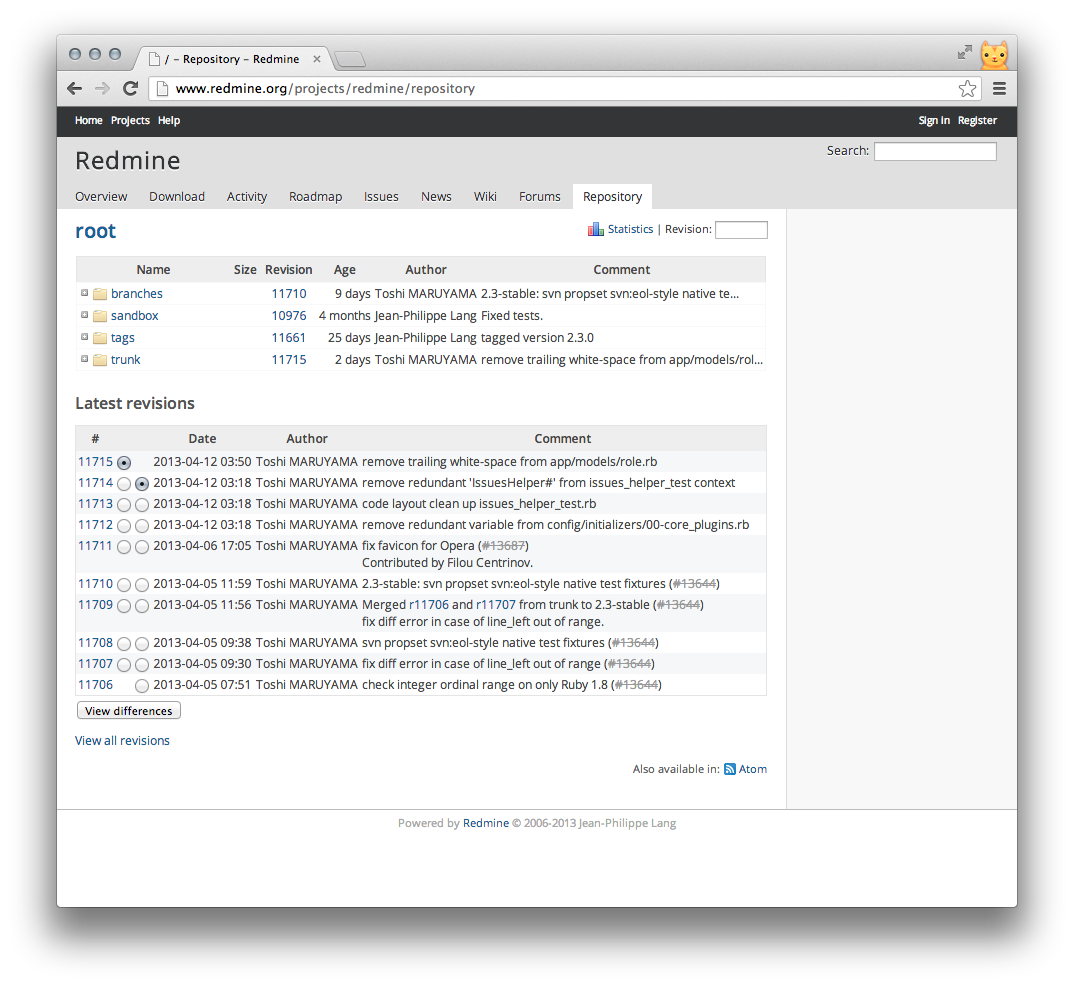 / – Repository – Redmine
www.redmine.org/projects/redmine/repository
Home Projects Help Sign in Register
Redmine
Search:
Overview Download Activity Roadmap Issues News Wiki Forums Repository
root
Statistics | Revision:
Name Size Revision Age Author Comment
branches 11710 9 days Toshi MARUYAMA 2.3-stable: svn propset svn:eol-style native te...
sandbox 10976 4 months Jean-Philippe Lang Fixed tests.
tags 11661 25 days Jean-Philippe Lang tagged version 2.3.0
trunk 11715 2 days Toshi MARUYAMA remove trailing white-space from app/models/rol...
Latest revisions
# Date Author Comment
11715 2013-04-12 03:50 Toshi MARUYAMA remove trailing white-space from app/models/role.rb
11714 2013-04-12 03:18 Toshi MARUYAMA remove redundant 'IssuesHelper#' from issues_helper_test context
11713 2013-04-12 03:18 Toshi MARUYAMA code layout clean up issues_helper_test.rb
11712 2013-04-12 03:18 Toshi MARUYAMA remove redundant variable from config/initializers/00-core_plugins.rb
11711 2013-04-06 17:05 Toshi MARUYAMA fix favicon for Opera (#13687)
Contributed by Filou Centrinov.
11710 2013-04-05 11:59 Toshi MARUYAMA 2.3-stable: svn propset svn:eol-style native test fixtures (#13644)
11709 2013-04-05 11:56 Toshi MARUYAMA Merged r11706 and r11707 from trunk to 2.3-stable (#13644)
fix diff error in case of line_left out of range.
11708 2013-04-05 09:38 Toshi MARUYAMA svn propset svn:eol-style native test fixtures (#13644)
11707 2013-04-05 09:30 Toshi MARUYAMA fix diff error in case of line_left out of range (#13644)
11706 2013-04-05 07:51 Toshi MARUYAMA check integer ordinal range on only Ruby 1.8 (#13644)
View differences
View all revisions
Also available in: Atom
Powered by Redmine © 2006-2013 Jean-Philippe Lang